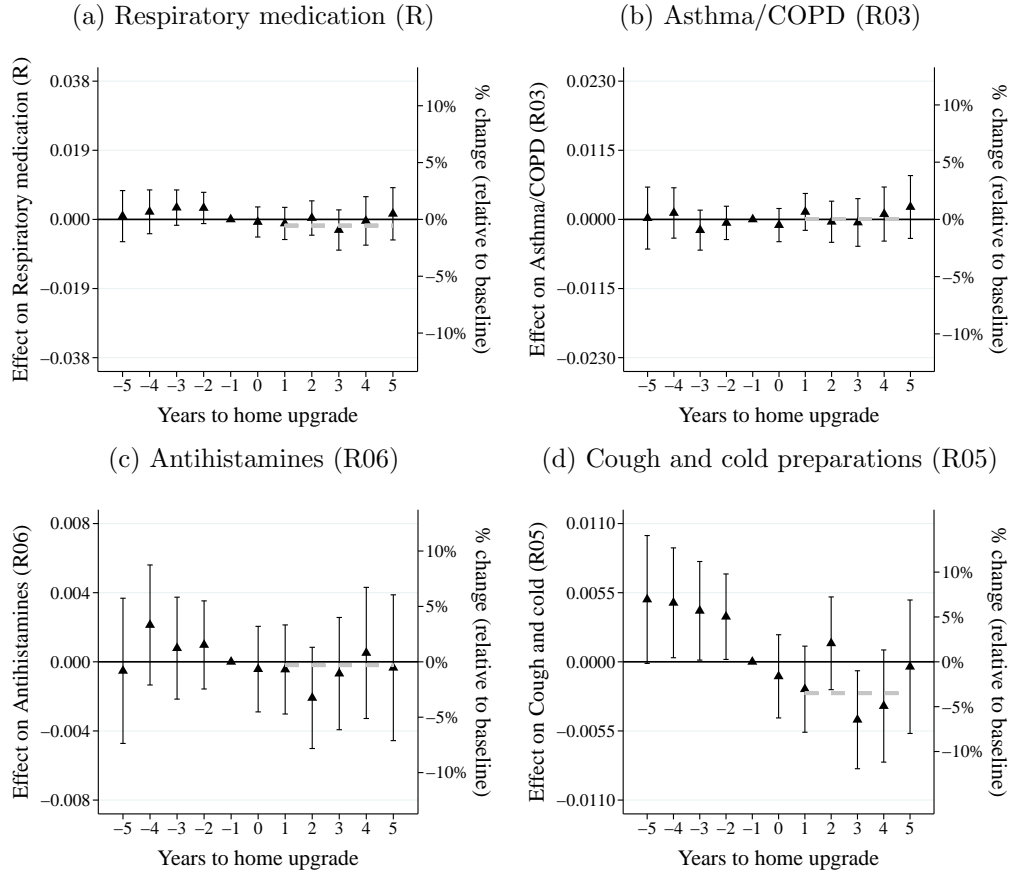 (a) Respiratory medication (R)
Effect on Respiratory medication (R)
0.038
0.019
0.000
−0.019
−0.038
10%
5%
0%
−5%
−10%
% change (relative to baseline)
−5 −4 −3 −2 −1 0 1 2 3 4 5
Years to home upgrade
(b) Asthma/COPD (R03)
Effect on Asthma/COPD (R03)
0.0230
0.0115
0.0000
−0.0115
−0.0230
10%
5%
0%
−5%
−10%
% change (relative to baseline)
−5 −4 −3 −2 −1 0 1 2 3 4 5
Years to home upgrade
(c) Antihistamines (R06)
Effect on Antihistamines (R06)
0.008
0.004
0.000
−0.004
−0.008
10%
5%
0%
−5%
−10%
% change (relative to baseline)
−5 −4 −3 −2 −1 0 1 2 3 4 5
Years to home upgrade
(d) Cough and cold preparations (R05)
Effect on Cough and cold (R05)
0.0110
0.0055
0.0000
−0.0055
−0.0110
10%
5%
0%
−5%
−10%
% change (relative to baseline)
−5 −4 −3 −2 −1 0 1 2 3 4 5
Years to home upgrade